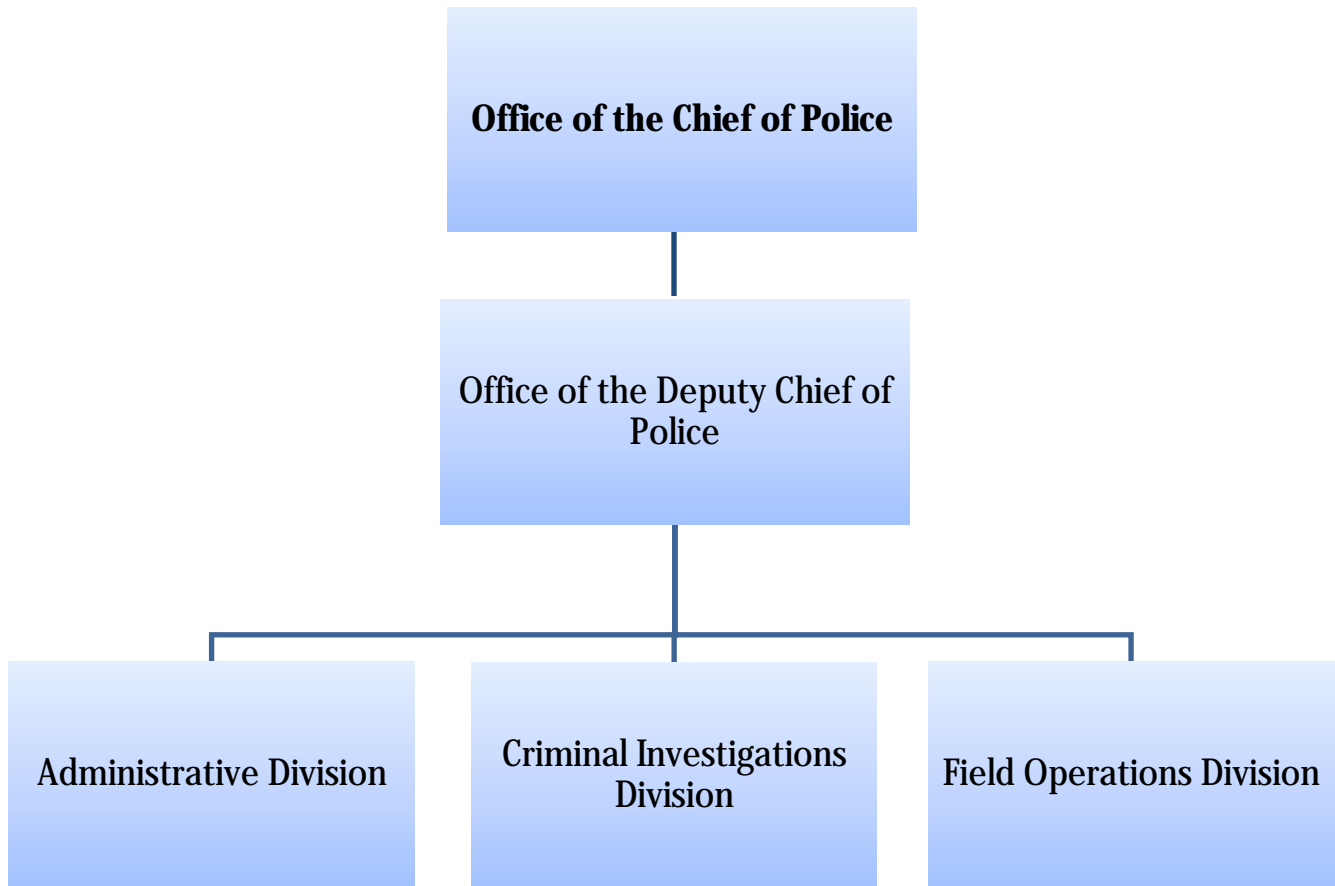 Office of the Chief of Police
Office of the Deputy Chief of
Police
Administrative Division
Criminal Investigations
Division
Field Operations Division